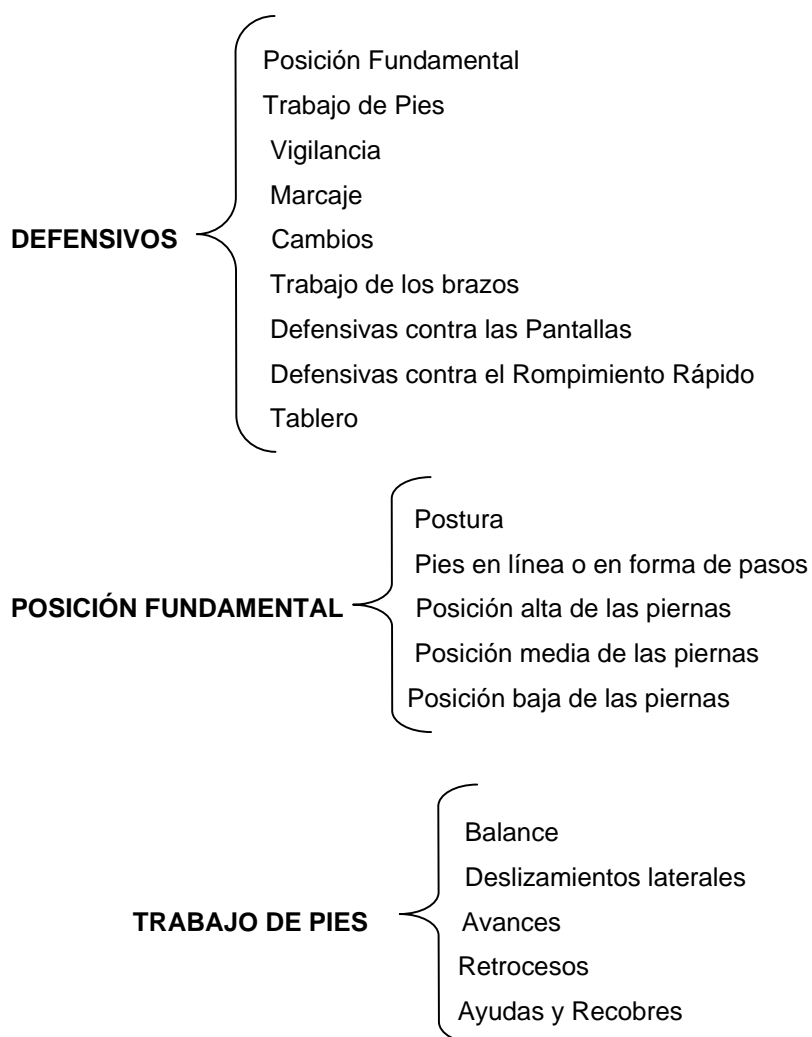 Posición Fundamental
Trabajo de Pies
Vigilancia
Marcaje
DEFENSIVOS Cambios
Trabajo de los brazos
Defensivas contra las Pantallas
Defensivas contra el Rompimiento Rápido
Tablero
Postura
Pies en línea o en forma de pasos
POSICIÓN FUNDAMENTAL Posición alta de las piernas
Posición media de las piernas
Posición baja de las piernas
Balance
Deslizamientos laterales
TRABAJO DE PIES Avances
Retrocesos
Ayudas y Recobres